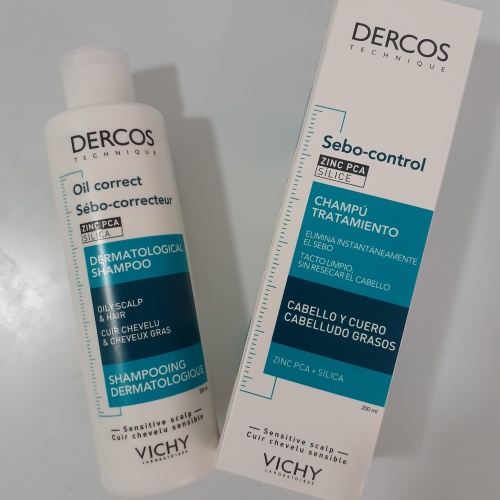 DERCOS
TECHNIQUE
Oil correct
Sébo-correcteur
ZINC PCA
SILICA
DERMATOLOGICAL
SHAMPOO
OILY SCALP
& HAIR
CUIR CHEVELU
& CHEVEUX GRAS
SHAMPOOING
DERMATOLOGIQUE
200 ml
Sensitive scalp
Cuir chevelu sensible
VICHY
LABORATOIRES
DERCOS
TECHNIQUE
Sebo-control
ZINC PCA
SILICE
CHAMPÚ
TRATAMIENTO
ELIMINA INSTANTÁNEAMENTE
EL SEBO
TACTO LIMPIO,
SIN RESECAR EL CABELLO
CABELLO Y CUERO
CABELLUDO GRASOS
ZINC PCA + SILICA
200 ml
Sensitive scalp
Cuir chevelu sensible
VICHY
LABORATOIRES